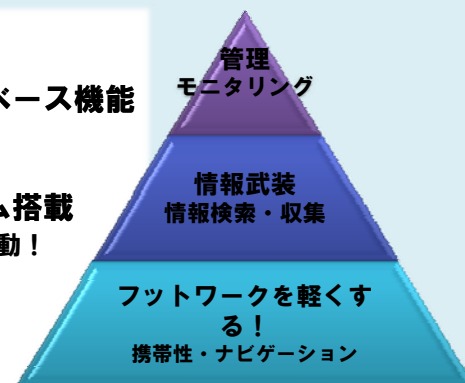 管理
モニタリング
ベース機能
情報武装
情報検索・収集
ム搭載
動！
フットワークを軽くす
る！
携帯性・ナビゲーション